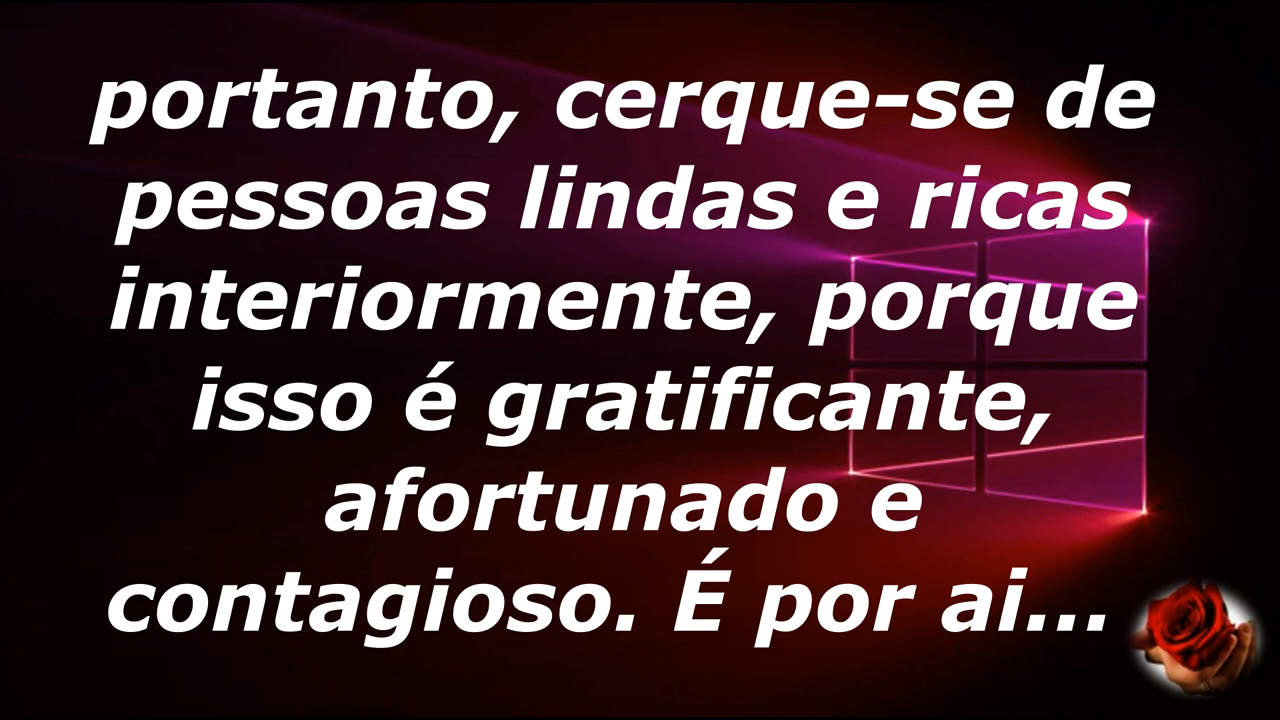 portanto, cerque-se de
pessoas lindas e ricas
interiormente, porque
isso é gratificante,
afortunado e
contagioso. É por ai...